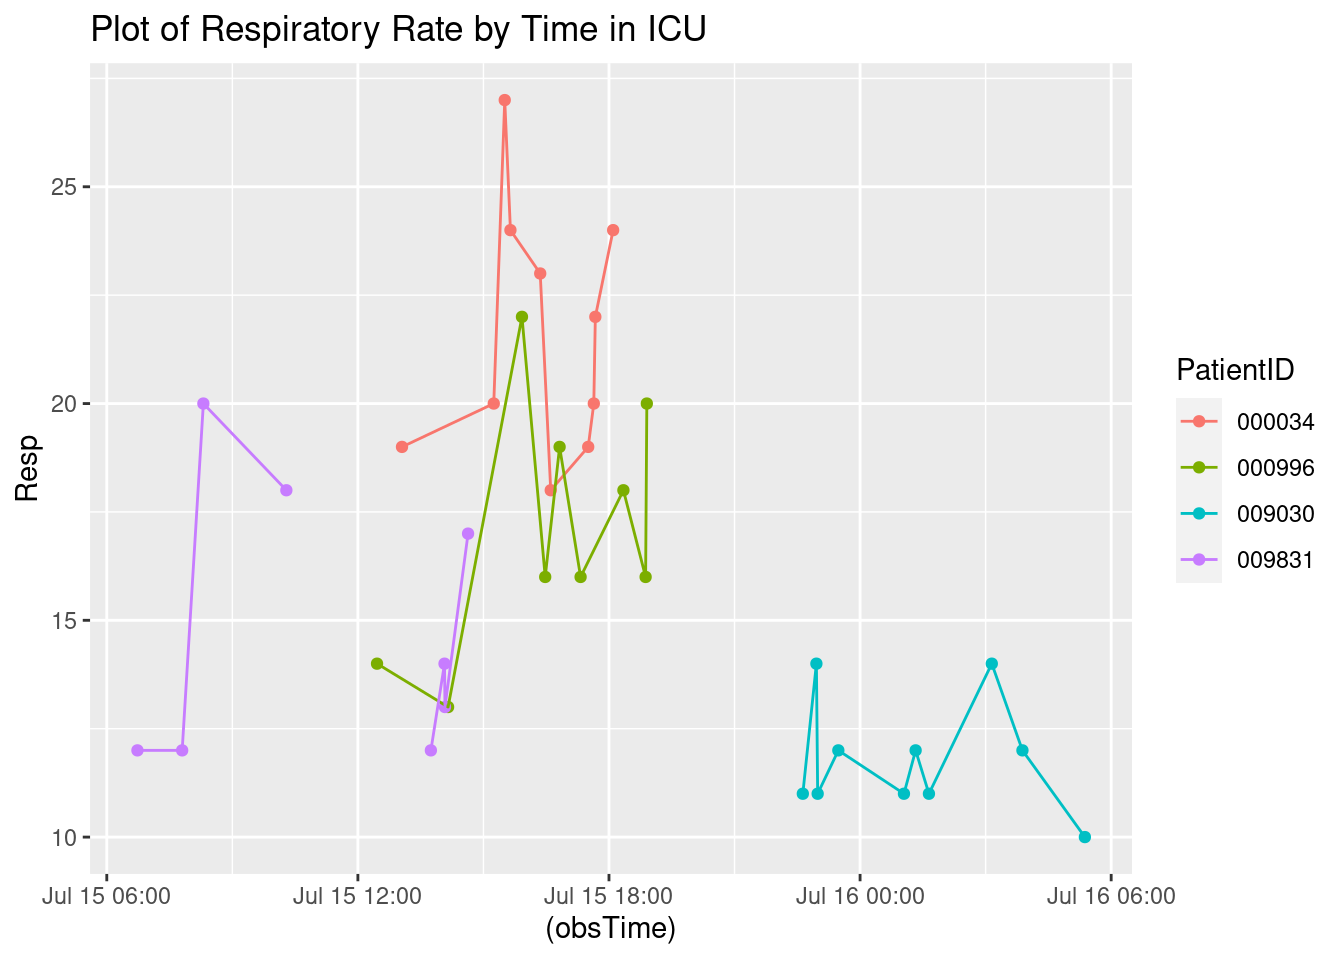 Plot of Respiratory Rate by Time in ICU
25
20
15
10
Resp
Jul 15 06:00
Jul 15 12:00
Jul 15 18:00
Jul 16 00:00
Jul 16 06:00
(obsTime)
PatientID
000034
000996
009030
009831